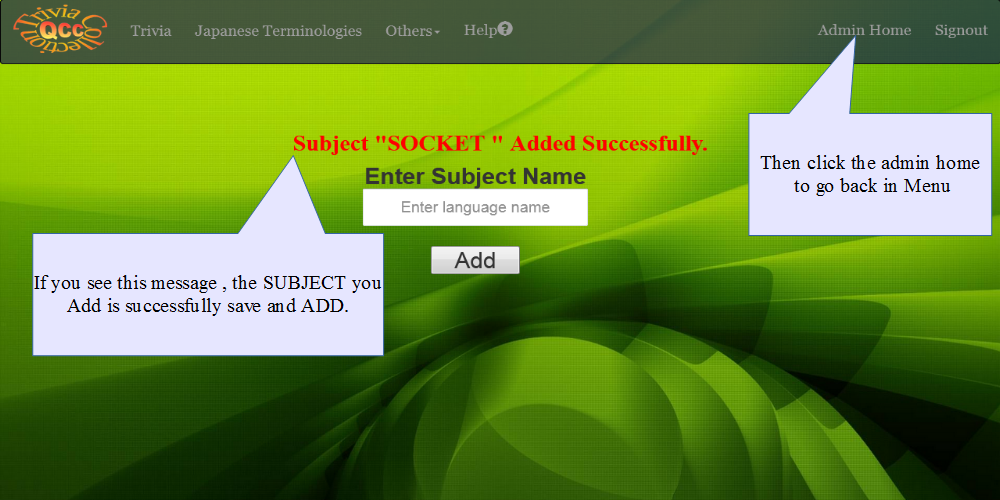 Trivia Collection
QCC
Trivia Japanese Terminologies Others Help? Admin Home Signout
Subject "SOCKET " Added Successfully.
Then click the admin home
to go back in Menu
Enter Subject Name
Enter language name
Add
If you see this message , the SUBJECT you
Add is successfully save and ADD.